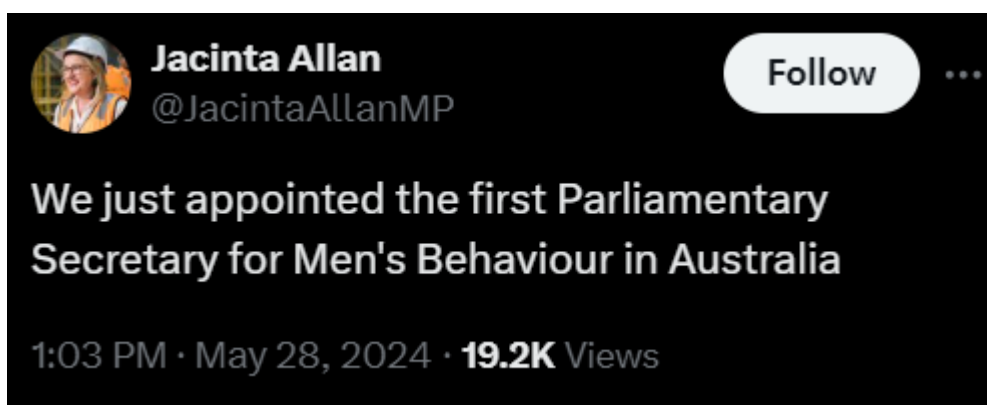 Jacinta Allan
@JacintaAllanMP
Follow
We just appointed the first Parliamentary
Secretary for Men's Behaviour in Australia
1:03 PM · May 28, 2024 · 19.2K Views